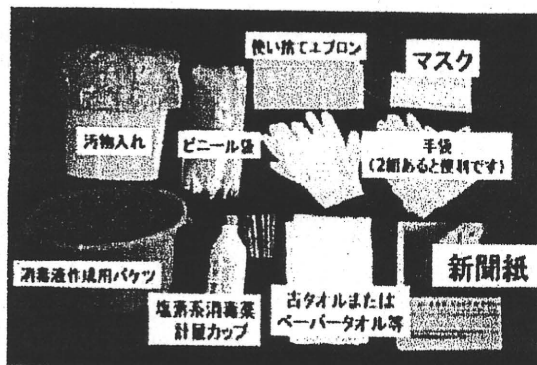 使い捨てエプロン
マスク
汚物入れ
ビニール袋
手袋
(2組あると便利です)
消毒液作成用バケツ
塩素系消毒薬
計量カップ
古タオルまたは
ペーパータオル等
新聞紙